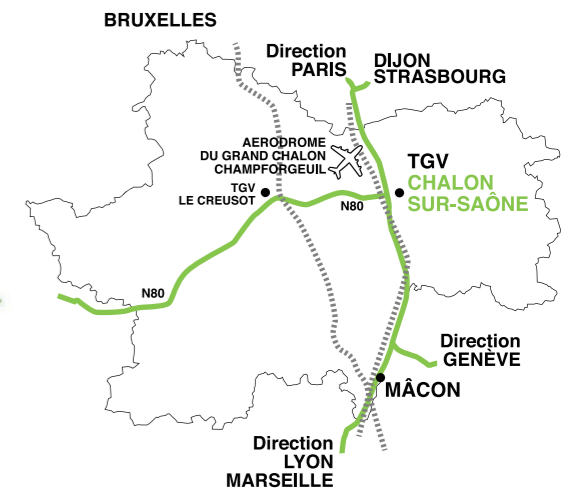 BRUXELLES
Direction
PARIS
DIJON
STRASBOURG
AERODROME
DU GRAND CHALON
CHAMPFORGEUIL
TGV
LE CREUSOT
TGV
CHALON
SUR-SAÔNE
N80
N80
Direction
GENÈVE
MÂCON
Direction
LYON
MARSEILLE